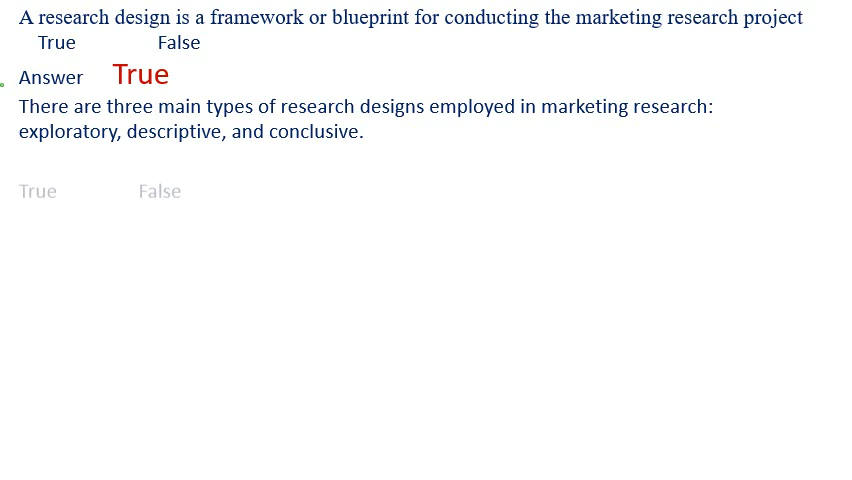 A research design is a framework or blueprint for conducting the marketing research project
True False
Answer True
There are three main types of research designs employed in marketing research:
exploratory, descriptive, and conclusive.
True False